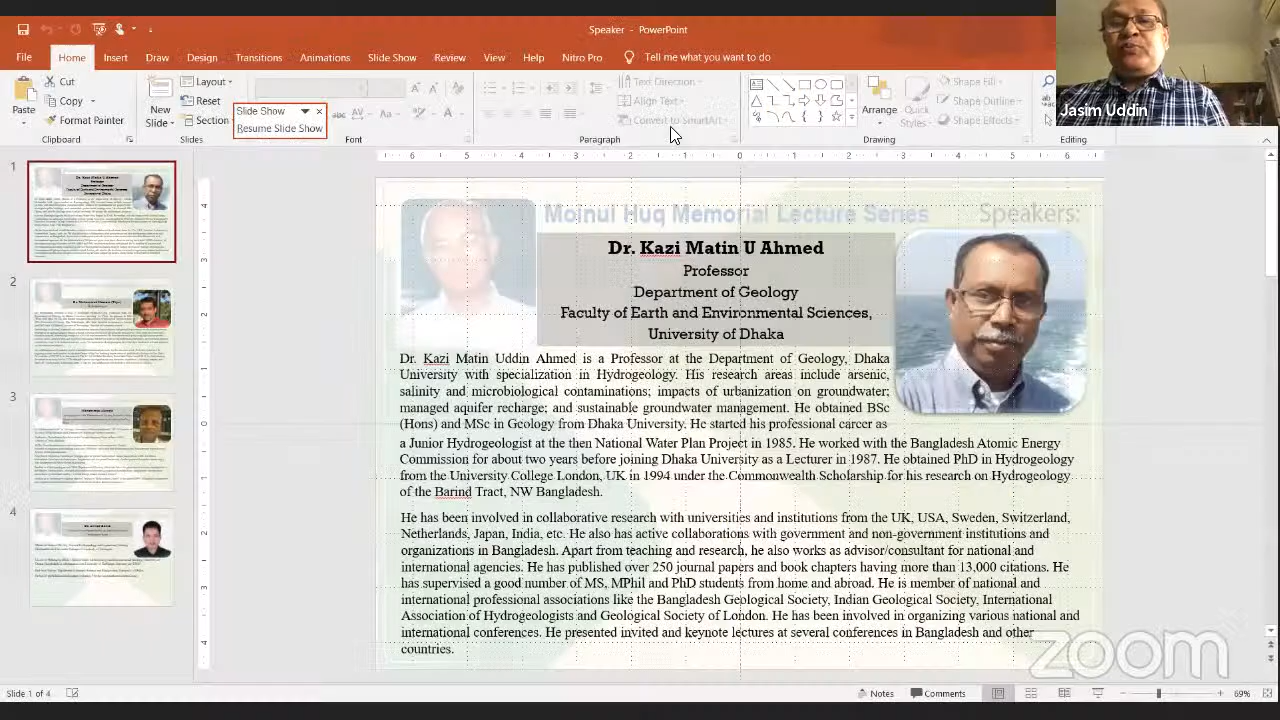 Speaker - PowerPoint
File Home Insert Draw Design Transitions Animations Slide Show Review View Help Nitro Pro Tell me what you want to do
Cut
Copy
Format Painter
Paste
Clipboard
New
Slide
Layout
Reset
Section
Slides
Slide Show
Resume Slide Show
Font
Text Direction
Align Text
Convert to SmartArt
Paragraph
Arrange
Quick
Styles
Shape Fill
Shape Outline
Shape Effects
Drawing
Editing
Jasim Uddin
1
2
3
4
Dr. Kazi Matin U Ahmed
Professor
Department of Geology
Faculty of Earth and Environmental Sciences,
University of Dhaka
Dr. Kazi Matin Uddin Ahmed is a Professor at the Department of Geology, Dhaka
University with specialization in Hydrogeology. His research areas include arsenic,
salinity and microbiological contaminations; impacts of urbanization on groundwater;
managed aquifer recharge; and sustainable groundwater management. He obtained BSc
(Hons) and MSc in Geology from Dhaka University. He started his professional career as
a Junior Hydrogeologist at the then National Water Plan Project in 1985. He worked with the Bangladesh Atomic Energy
Commission for about two years before joining Dhaka University as a Lecturer in 1987. He obtained PhD in Hydrogeology
from the University College London, UK in 1994 under the Commonwealth Scholarship for his research on Hydrogeology
of the Barind Tract, NW Bangladesh.
He has been involved in collaborative research with universities and institutions from the UK, USA, Sweden, Switzerland,
Netherlands, Japan, India, etc. He also has active collaborations with government and non-government institutions and
organizations in Bangladesh. Apart from teaching and research, he works as advisor/consultant for national and
international agencies. He has published over 250 journal papers and book chapters having more than 15,000 citations. He
has supervised a good number of MS, MPhil and PhD students from home and abroad. He is member of national and
international professional associations like the Bangladesh Geological Society, Indian Geological Society, International
Association of Hydrogeologists and Geological Society of London. He has been involved in organizing various national and
international conferences. He presented invited and keynote lectures at several conferences in Bangladesh and other
countries.
zoom
Slide 1 of 4
Notes
Comments
69%